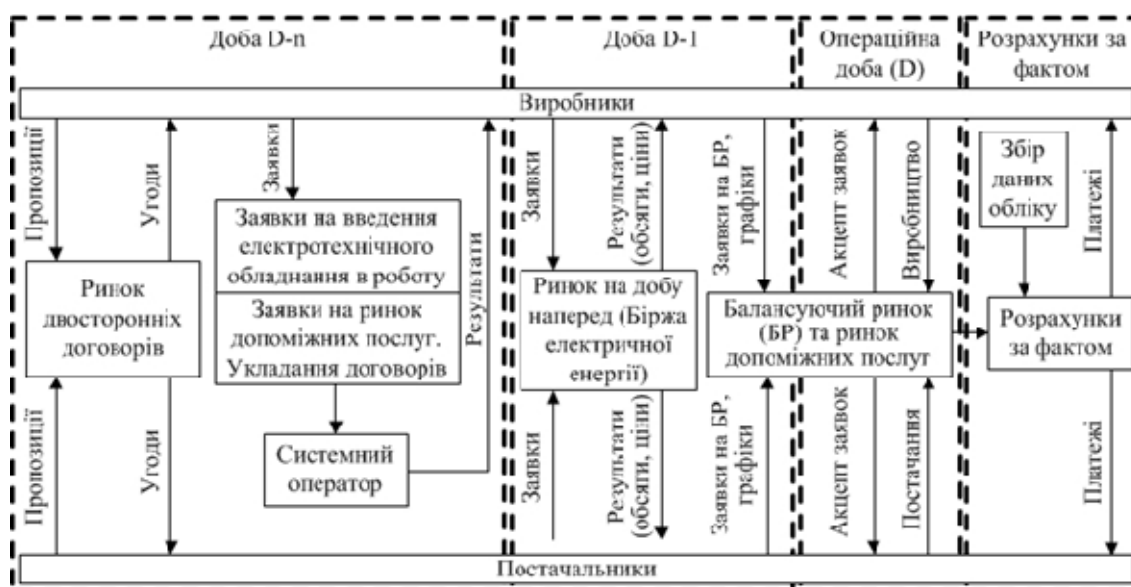 Доба D-n
Доба D-1
Операційна
доба (D)
Розрахунки за
фактом
Виробники
Пропозиції
Угоди
Заявки
Результати
Заявки
Результати
(обсяги, ціни)
Заявки на БР,
графіки
Акцепт заявок
Виробництво
Збір
даних
обліку
Платежі
Ринок
двосторонніх
договорів
Заявки на введення
електротехнічного
обладнання в роботу
Заявки на ринок
допоміжних послуг.
Укладання договорів
Системний
оператор
Ринок на добу
наперед (Біржа
електричної
енергії)
Балансуючий ринок
(БР) та ринок
допоміжних послуг
Розрахунки
за фактом
Пропозиції
Угоди
Заявки
Результати
(обсяги, ціни)
Заявки на БР,
графіки
Акцепт заявок
Постачання
Платежі
Постачальники